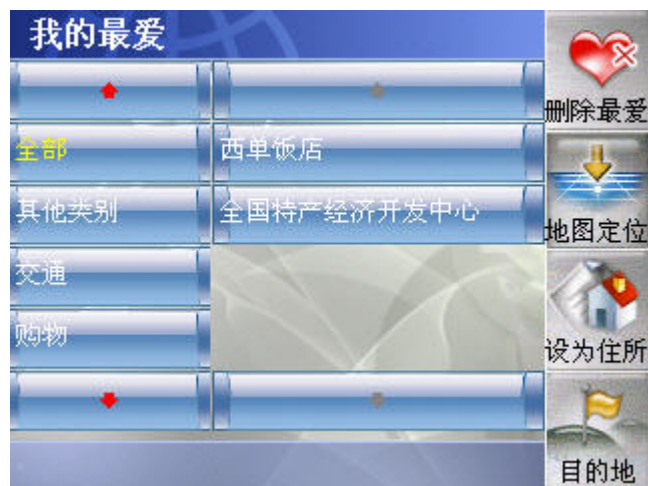 我的最爱
删除最爱
全部
西单饭店
其他类别
全国特产经济开发中心
地图定位
交通
购物
设为住所
目的地